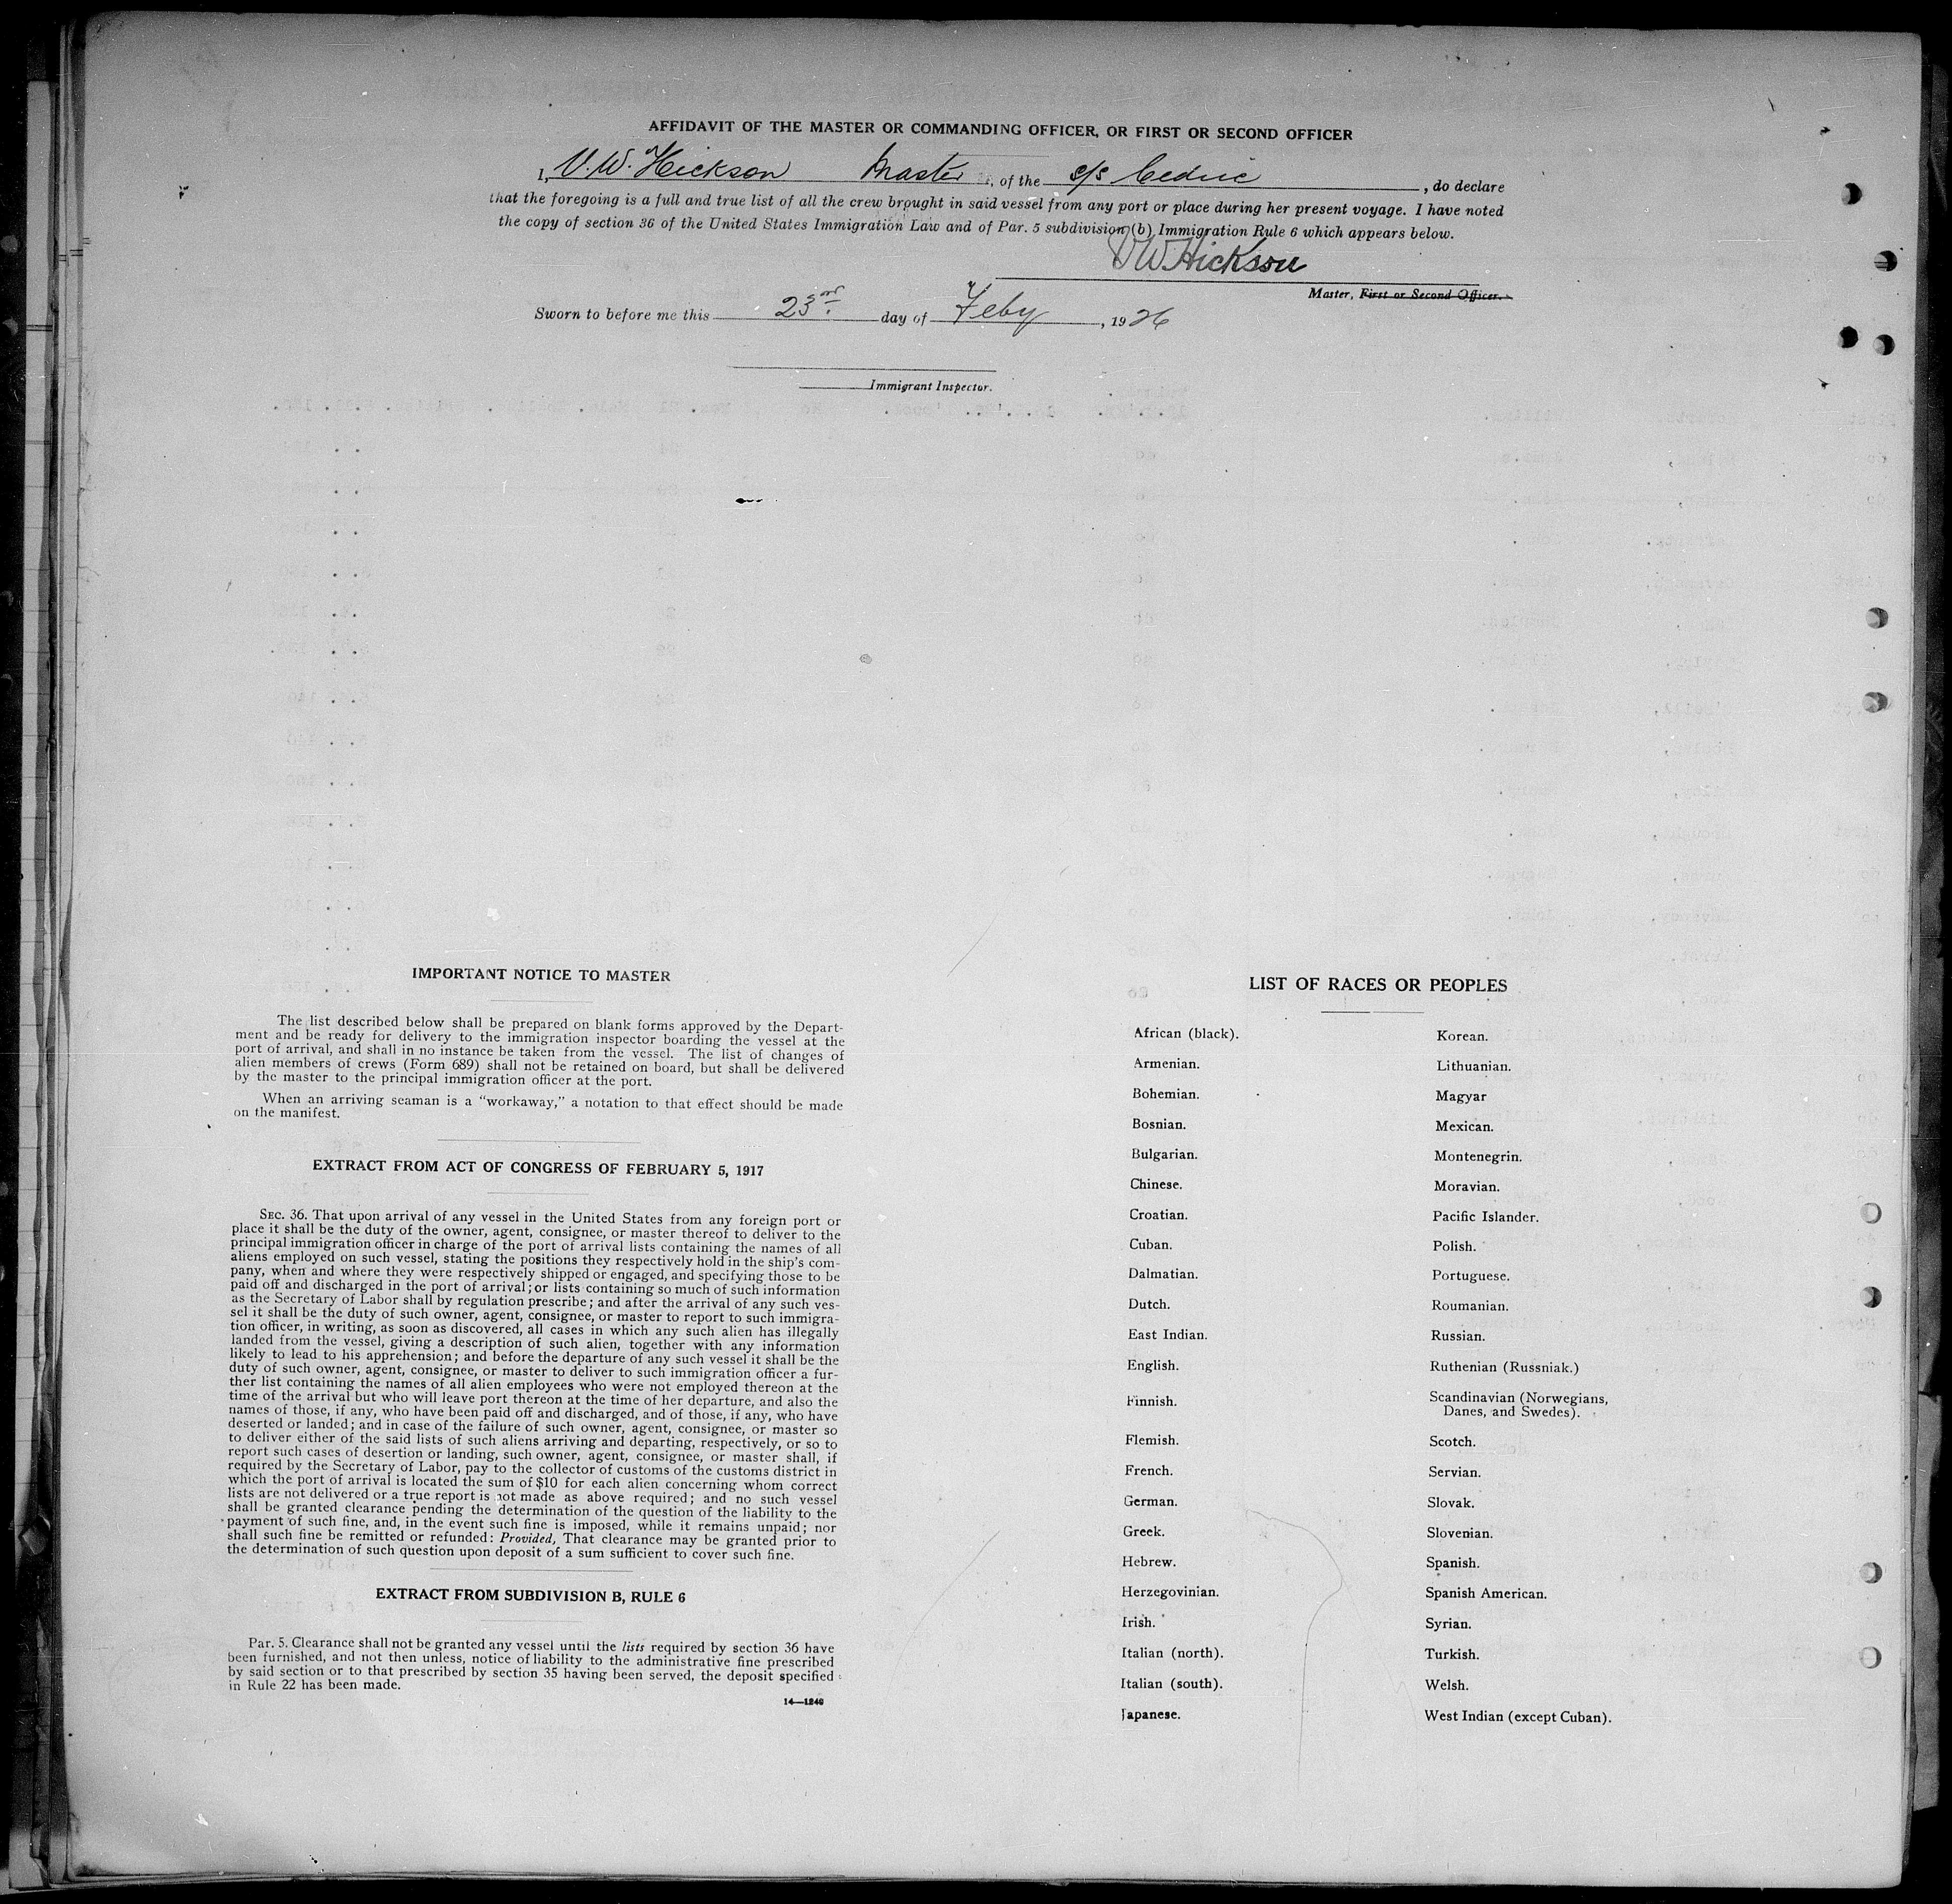 AFFIDAVIT OF THE MASTER OR COMMANDING OFFICER, OR FIRST OR SECOND OFFICER
I, V. W. Hickson Master, of the s/s Cedric, do declare
that the foregoing is a full and true list of all the crew brought in said vessel from any port or place during her present voyage. I have noted
the copy of section 36 of the United States Immigration Law and of Par. 5 subdivision (b) Immigration Rule 6 which appears below.
VW Hickson
Master, First or Second Officer.
Sworn to before me this 23rd day of Feby, 1926
Immigrant Inspector.
IMPORTANT NOTICE TO MASTER
The list described below shall be prepared on blank forms approved by the Depart-
ment and be ready for delivery to the immigration inspector boarding the vessel at the
port of arrival, and shall in no instance be taken from the vessel. The list of changes of
alien members of crews (Form 689) shall not be retained on board, but shall be delivered
by the master to the principal immigration officer at the port.
When an arriving seaman is a "workaway," a notation to that effect should be made
on the manifest.
EXTRACT FROM ACT OF CONGRESS OF FEBRUARY 5, 1917
SEC. 36. That upon arrival of any vessel in the United States from any foreign port or
place it shall be the duty of the owner, agent, consignee, or master thereof to deliver to the
principal immigration officer in charge of the port of arrival lists containing the names of all
aliens employed on such vessel, stating the positions they respectively hold in the ship's com-
pany, when and where they were respectively shipped or engaged, and specifying those to be
paid off and discharged in the port of arrival; or lists containing so much of such information
as the Secretary of Labor shall by regulation prescribe; and after the arrival of any such ves-
sel it shall be the duty of such owner, agent, consignee, or master to report to such immigra-
tion officer, in writing, as soon as discovered, all cases in which any such alien has illegally
landed from the vessel, giving a description of such alien, together with any information
likely to lead to his apprehension; and before the departure of any such vessel it shall be the
duty of such owner, agent, consignee, or master to deliver to such immigration officer a fur-
ther list containing the names of all alien employees who were not employed thereon at the
time of the arrival but who will leave port thereon at the time of her departure, and also the
names of those, if any, who have been paid off and discharged, and of those, if any, who have
deserted or landed; and in case of the failure of such owner, agent, consignee, or master so
to deliver either of the said lists of such aliens arriving and departing, respectively, or so to
report such cases of desertion or landing, such owner, agent, consignee, or master shall, if
required by the Secretary of Labor, pay to the collector of customs of the customs district in
which the port of arrival is located the sum of $10 for each alien concerning whom correct
lists are not delivered or a true report is not made as above required; and no such vessel
shall be granted clearance pending the determination of the question of the liability to the
payment of such fine, and, in the event such fine is imposed, while it remains unpaid; nor
shall such fine be remitted or refunded: Provided, That clearance may be granted prior to
the determination of such question upon deposit of a sum sufficient to cover such fine.
EXTRACT FROM SUBDIVISION B, RULE 6
Par. 5. Clearance shall not be granted any vessel until the lists required by section 36 have
been furnished, and not then unless, notice of liability to the administrative fine prescribed
by said section or to that prescribed by section 35 having been served, the deposit specified
in Rule 22 has been made.
14—1240
LIST OF RACES OR PEOPLES
African (black).
Armenian.
Bohemian.
Bosnian.
Bulgarian.
Chinese.
Croatian.
Cuban.
Dalmatian.
Dutch.
East Indian.
English.
Finnish.
Flemish.
French.
German.
Greek.
Hebrew.
Herzegovinian.
Irish.
Italian (north).
Italian (south).
Japanese.
Korean.
Lithuanian.
Magyar
Mexican.
Montenegrin.
Moravian.
Pacific Islander.
Polish.
Portuguese.
Roumanian.
Russian.
Ruthenian (Russniak.)
Scandinavian (Norwegians,
Danes, and Swedes).
Scotch.
Servian.
Slovak.
Slovenian.
Spanish.
Spanish American.
Syrian.
Turkish.
Welsh.
West Indian (except Cuban).